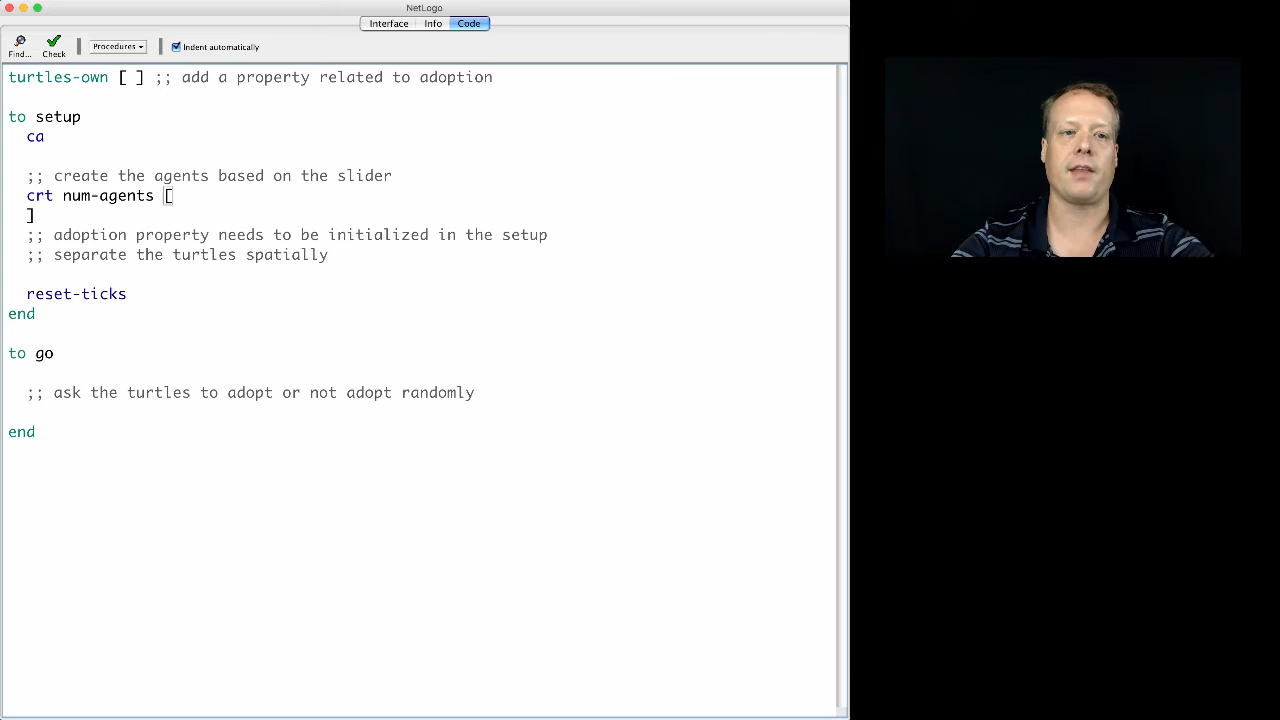 NetLogo
Interface Info Code
Find... Check Procedures Indent automatically
turtles-own [ ] ;; add a property related to adoption
to setup
ca
;; create the agents based on the slider
crt num-agents [
]
;; adoption property needs to be initialized in the setup
;; separate the turtles spatially
reset-ticks
end
to go
;; ask the turtles to adopt or not adopt randomly
end